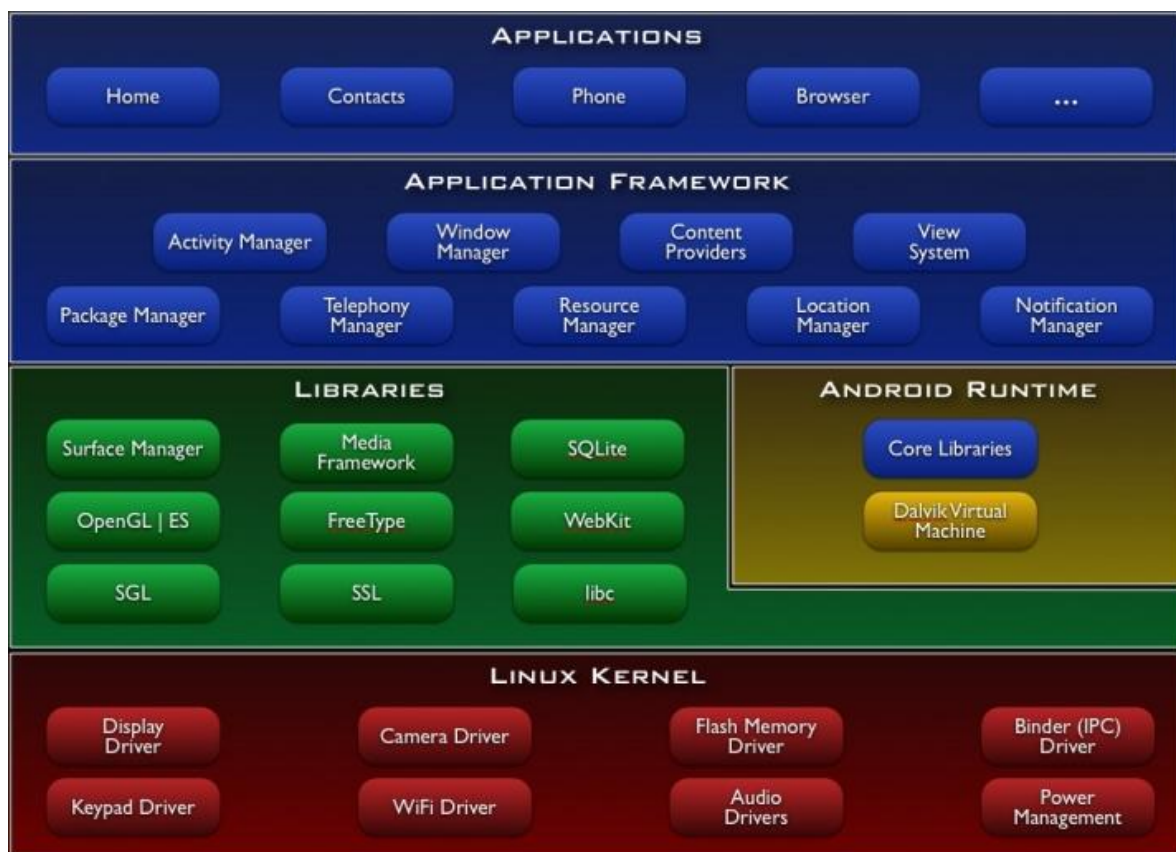 APPLICATIONS
Home
Contacts
Phone
Browser
...
APPLICATION FRAMEWORK
Activity Manager
Window
Manager
Content
Providers
View
System
Package Manager
Telephony
Manager
Resource
Manager
Location
Manager
Notification
Manager
LIBRARIES
Surface Manager
Media
Framework
SQLite
OpenGL | ES
FreeType
WebKit
SGL
SSL
libc
ANDROID RUNTIME
Core Libraries
Dalvik Virtual
Machine
LINUX KERNEL
Display
Driver
Camera Driver
Flash Memory
Driver
Binder (IPC)
Driver
Keypad Driver
WiFi Driver
Audio
Drivers
Power
Management